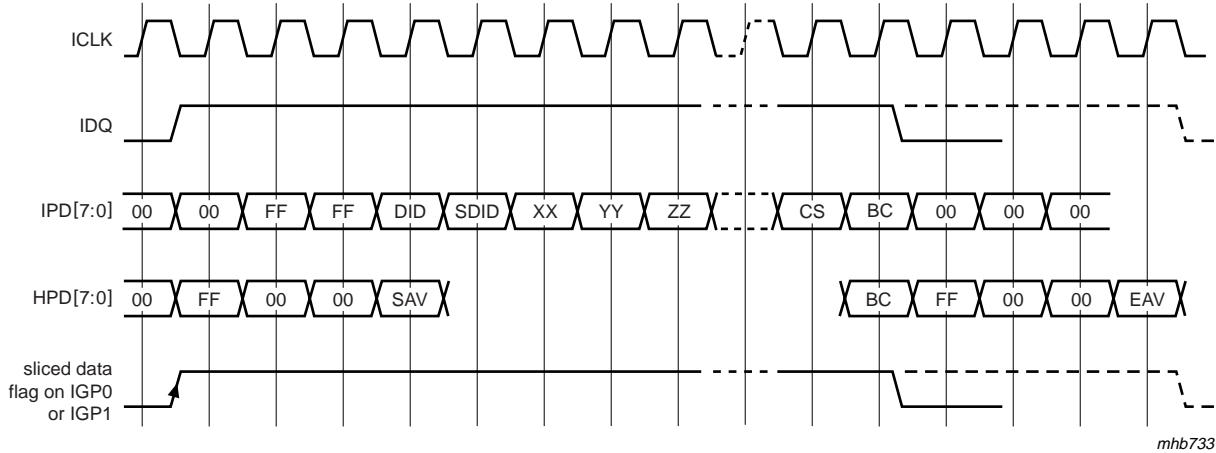 ICLK
IDQ
IPD[7:0] 00 00 FF FF DID SDID XX YY ZZ CS BC 00 00 00
HPD[7:0] 00 FF 00 00 SAV BC FF 00 00 EAV
sliced data
flag on IGP0
or IGP1
mhb733